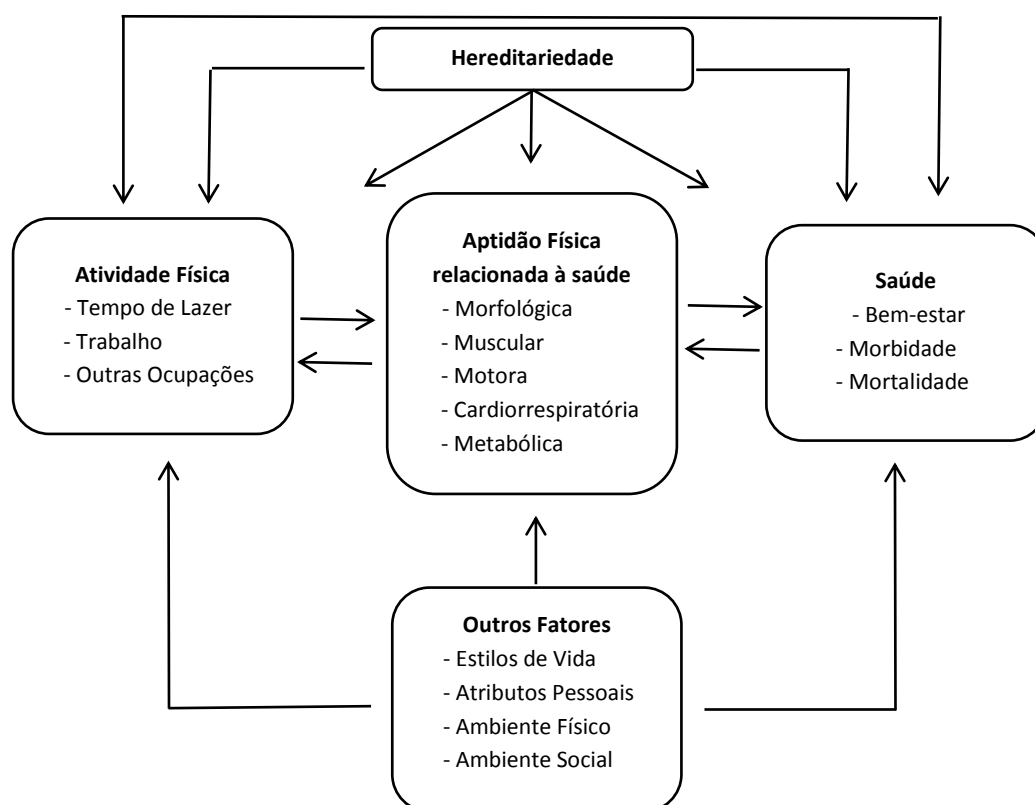 Hereditariedade
Atividade Física
- Tempo de Lazer
- Trabalho
- Outras Ocupações
Aptidão Física
relacionada à saúde
- Morfológica
- Muscular
- Motora
- Cardiorrespiratória
- Metabólica
Saúde
- Bem-estar
- Morbidade
- Mortalidade
Outros Fatores
- Estilos de Vida
- Atributos Pessoais
- Ambiente Físico
- Ambiente Social